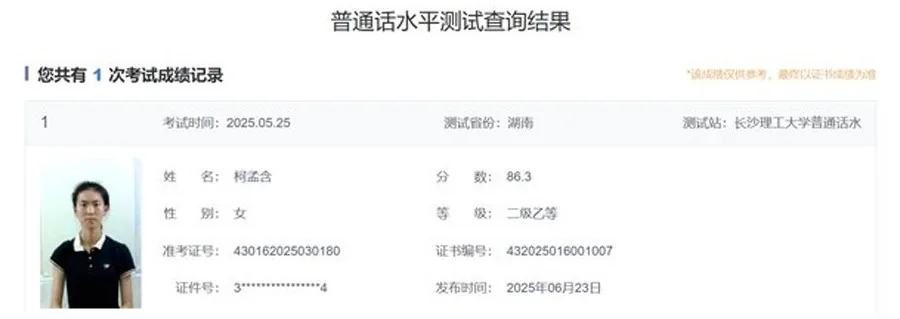 普通话水平测试查询结果
您共有 1 次考试成绩记录
*该成绩仅供参考，最终以证书成绩为准
1 考试时间：2025.05.25 测试省份：湖南 测试站：长沙理工大学普通话水
姓 名：柯孟含 分 数：86.3
性 别：女 等 级：二级乙等
准考证号：430162025030180 证书编号：432025016001007
证件号：3****************4 发布时间：2025年06月23日